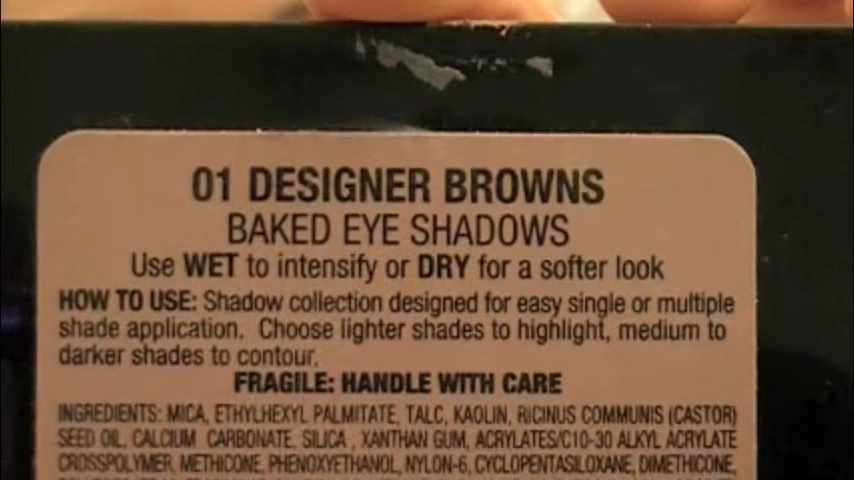 01 DESIGNER BROWNS
BAKED EYE SHADOWS
Use WET to intensify or DRY for a softer look
HOW TO USE: Shadow collection designed for easy single or multiple
shade application. Choose lighter shades to highlight, medium to
darker shades to contour.
FRAGILE: HANDLE WITH CARE
INGREDIENTS: MICA, ETHYLHEXYL PALMITATE, TALC, KAOLIN, RICINUS COMMUNIS (CASTOR)
SEED OIL, CALCIUM CARBONATE, SILICA , XANTHAN GUM, ACRYLATES/C10-30 ALKYL ACRYLATE
CROSSPOLYMER, METHICONE, PHENOXYETHANOL, NYLON-6, CYCLOPENTASILOXANE, DIMETHICONE,